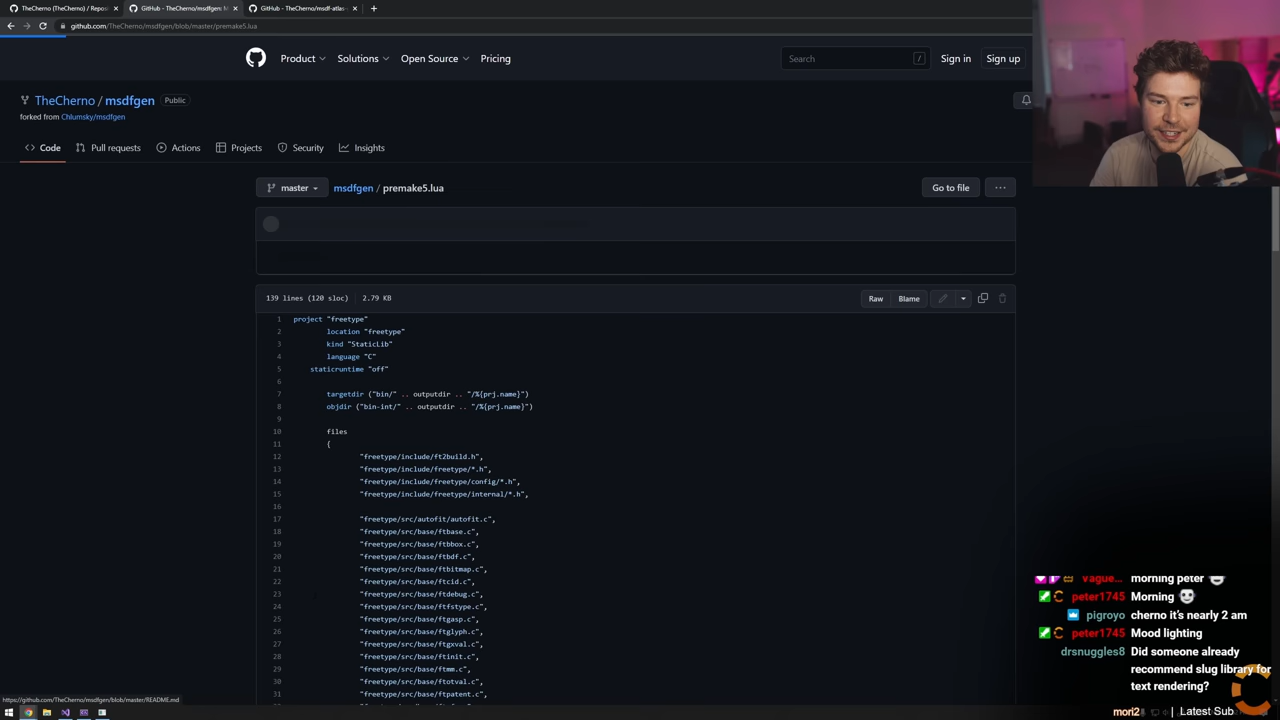 TheCherno (TheCherno) / Repos
GitHub - TheCherno/msdfgen: M
GitHub - TheCherno/msdf-atlas-
github.com/TheCherno/msdfgen/blob/master/premake5.lua
Product
Solutions
Open Source
Pricing
Search
/
Sign in
Sign up
TheCherno / msdfgen
Public
forked from Chlumsky/msdfgen
Code
Pull requests
Actions
Projects
Security
Insights
master
msdfgen / premake5.lua
Go to file
139 lines (120 sloc)
2.79 KB
Raw
Blame
1 project "freetype"
2 location "freetype"
3 kind "StaticLib"
4 language "C"
5 staticruntime "off"
6
7 targetdir ("bin/" .. outputdir .. "/%{prj.name}")
8 objdir ("bin-int/" .. outputdir .. "/%{prj.name}")
9
10 files
11 {
12 "freetype/include/ft2build.h",
13 "freetype/include/freetype/*.h",
14 "freetype/include/freetype/config/*.h",
15 "freetype/include/freetype/internal/*.h",
16
17 "freetype/src/autofit/autofit.c",
18 "freetype/src/base/ftbase.c",
19 "freetype/src/base/ftbbox.c",
20 "freetype/src/base/ftbdf.c",
21 "freetype/src/base/ftbitmap.c",
22 "freetype/src/base/ftcid.c",
23 "freetype/src/base/ftdebug.c",
24 "freetype/src/base/ftfstype.c",
25 "freetype/src/base/ftgasp.c",
26 "freetype/src/base/ftglyph.c",
27 "freetype/src/base/ftgxval.c",
28 "freetype/src/base/ftinit.c",
29 "freetype/src/base/ftmm.c",
30 "freetype/src/base/ftotval.c",
31 "freetype/src/base/ftpatent.c",
https://github.com/TheCherno/msdfgen/blob/master/README.md
vague... morning peter
peter1745 Morning
pigroyo cherno it's nearly 2 am
peter1745 Mood lighting
drsnuggles8 Did someone already
recommend slug library for
text rendering?
mori2 | Latest Sub